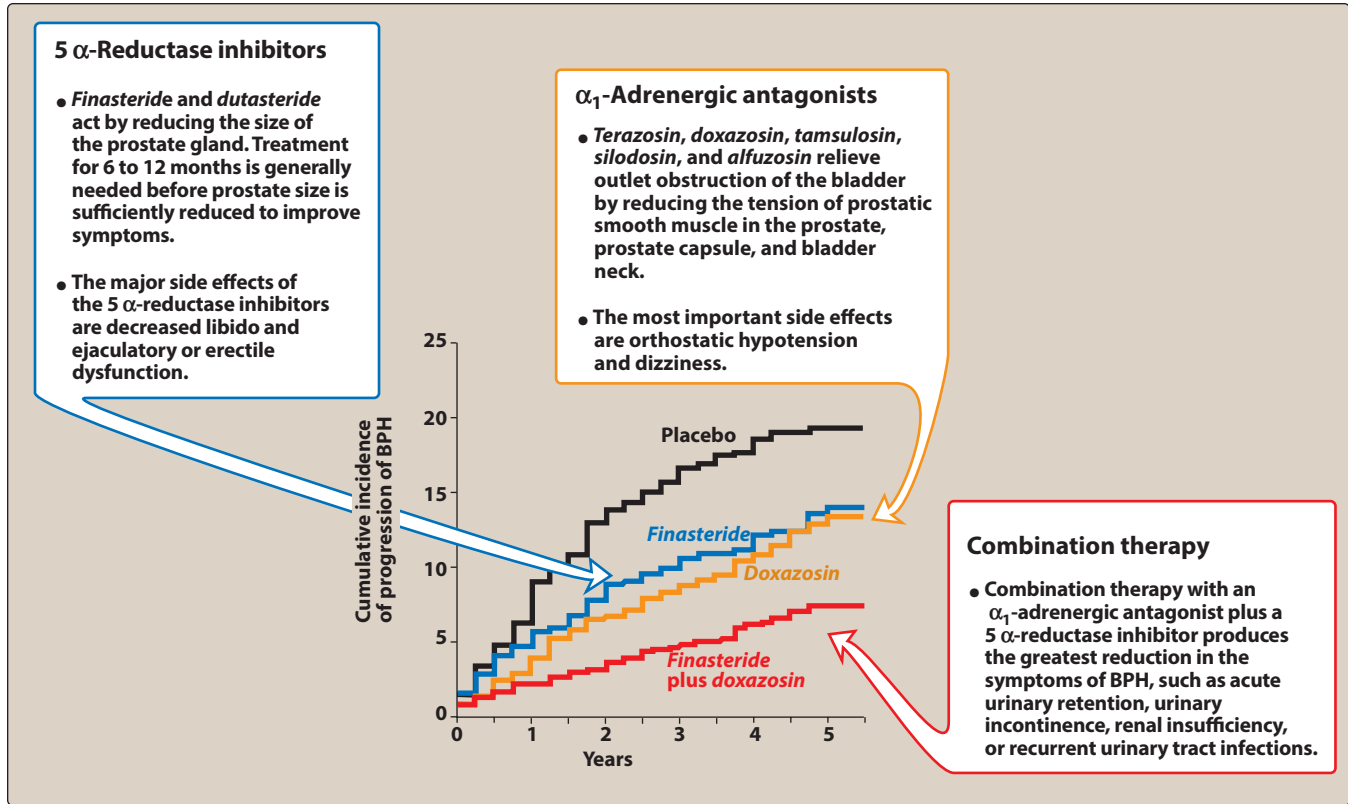 5 α-Reductase inhibitors
• Finasteride and dutasteride
act by reducing the size of
the prostate gland. Treatment
for 6 to 12 months is generally
needed before prostate size is
sufficiently reduced to improve
symptoms.
• The major side effects of
the 5 α-reductase inhibitors
are decreased libido and
ejaculatory or erectile
dysfunction.
α1-Adrenergic antagonists
• Terazosin, doxazosin, tamsulosin,
silodosin, and alfuzosin relieve
outlet obstruction of the bladder
by reducing the tension of prostatic
smooth muscle in the prostate,
prostate capsule, and bladder
neck.
• The most important side effects
are orthostatic hypotension
and dizziness.
Cumulative incidence
of progression of BPH
25
20
15
10
5
0
Placebo
Finasteride
Doxazosin
Finasteride
plus doxazosin
0 1 2 3 4 5
Years
Combination therapy
• Combination therapy with an
α1-adrenergic antagonist plus a
5 α-reductase inhibitor produces
the greatest reduction in the
symptoms of BPH, such as acute
urinary retention, urinary
incontinence, renal insufficiency,
or recurrent urinary tract infections.